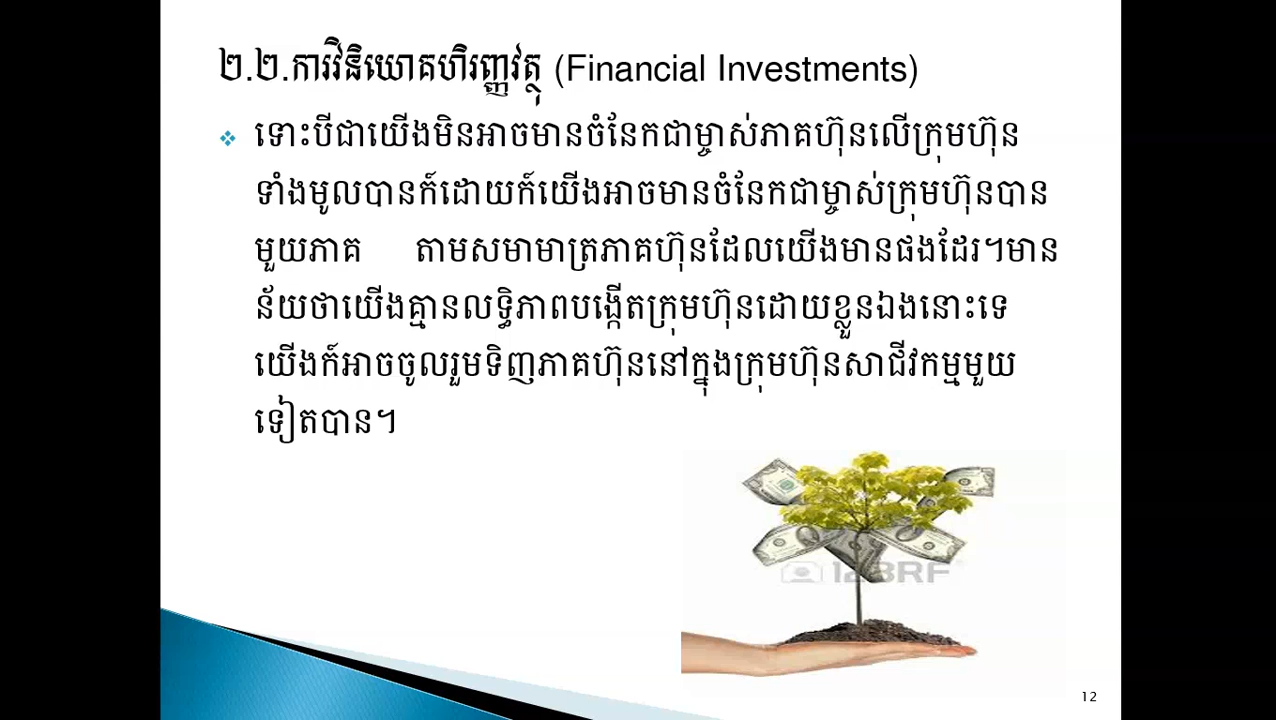 ២.២.ការវិនិយោគហិរញ្ញវត្ថុ (Financial Investments)
ទោះបីជាយើងមិនអាចមានចំនែកជាម្ចាស់ភាគហ៊ុនលើក្រុមហ៊ុន
ទាំងមូលបានក៍ដោយក៍យើងអាចមានចំនែកជាម្ចាស់ក្រុមហ៊ុនបាន
មួយភាគ តាមសមាមាត្រភាគហ៊ុនដែលយើងមានផងដែរ។មាន
ន័យថាយើងគ្មានលទ្ធិភាពបង្កើតក្រុមហ៊ុនដោយខ្លួនឯងនោះទេ
យើងក៍អាចចូលរួមទិញភាគហ៊ុននៅក្នុងក្រុមហ៊ុនសាជីវកម្មមួយ
ទៀតបាន។
123RF
12